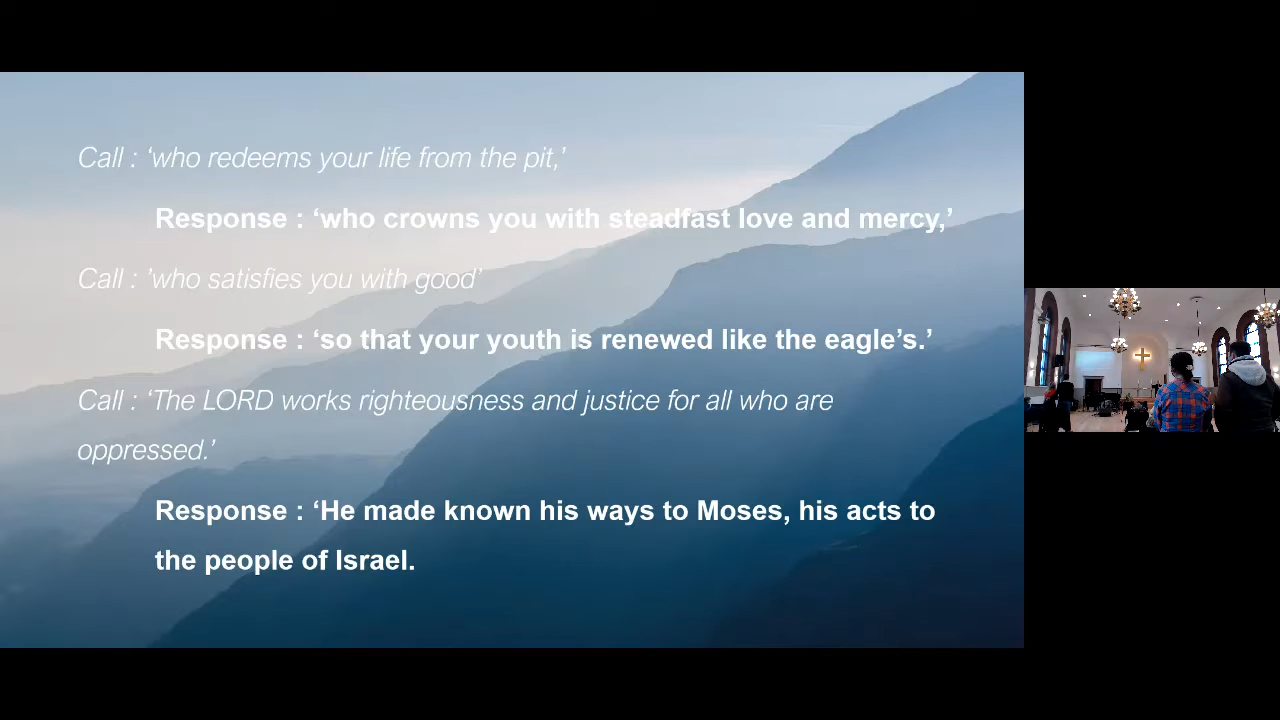 Call : ‘who redeems your life from the pit,’
Response : ‘who crowns you with steadfast love and mercy,’
Call : ’who satisfies you with good’
Response : ‘so that your youth is renewed like the eagle’s.’
Call : ‘The LORD works righteousness and justice for all who are
oppressed.’
Response : ‘He made known his ways to Moses, his acts to
the people of Israel.